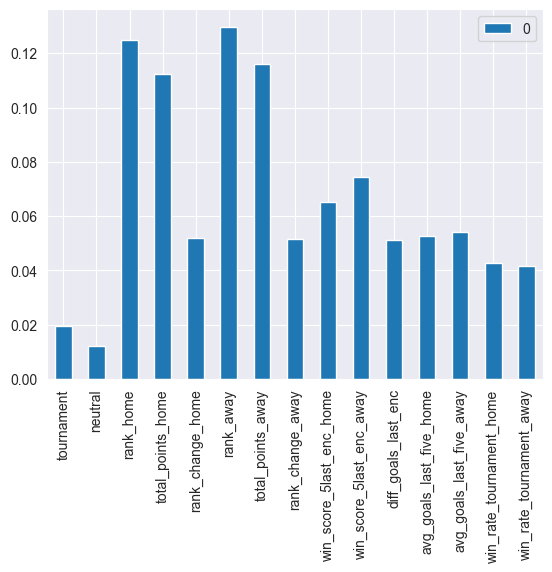 0
0.12
0.10
0.08
0.06
0.04
0.02
0.00
tournament
neutral
rank_home
total_points_home
rank_change_home
rank_away
total_points_away
rank_change_away
win_score_5last_enc_home
win_score_5last_enc_away
diff_goals_last_enc
avg_goals_last_five_home
avg_goals_last_five_away
win_rate_tournament_home
win_rate_tournament_away